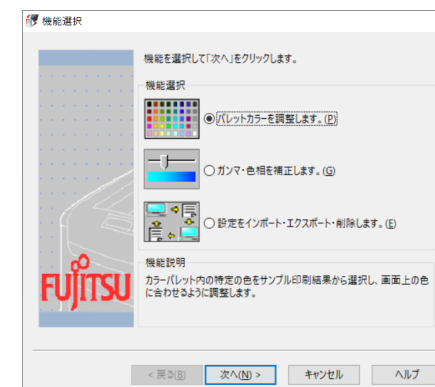 機能選択
機能を選択して「次へ」をクリックします。
機能選択
パレットカラーを調整します。(P)
ガンマ・色相を補正します。(G)
設定をインポート・エクスポート・削除します。(E)
機能説明
カラーパレット内の特定の色をサンプル印刷結果から選択し、画面上の色
に合わせるように調整します。
FUJITSU
< 戻る(B)
次へ(N) >
キャンセル
ヘルプ